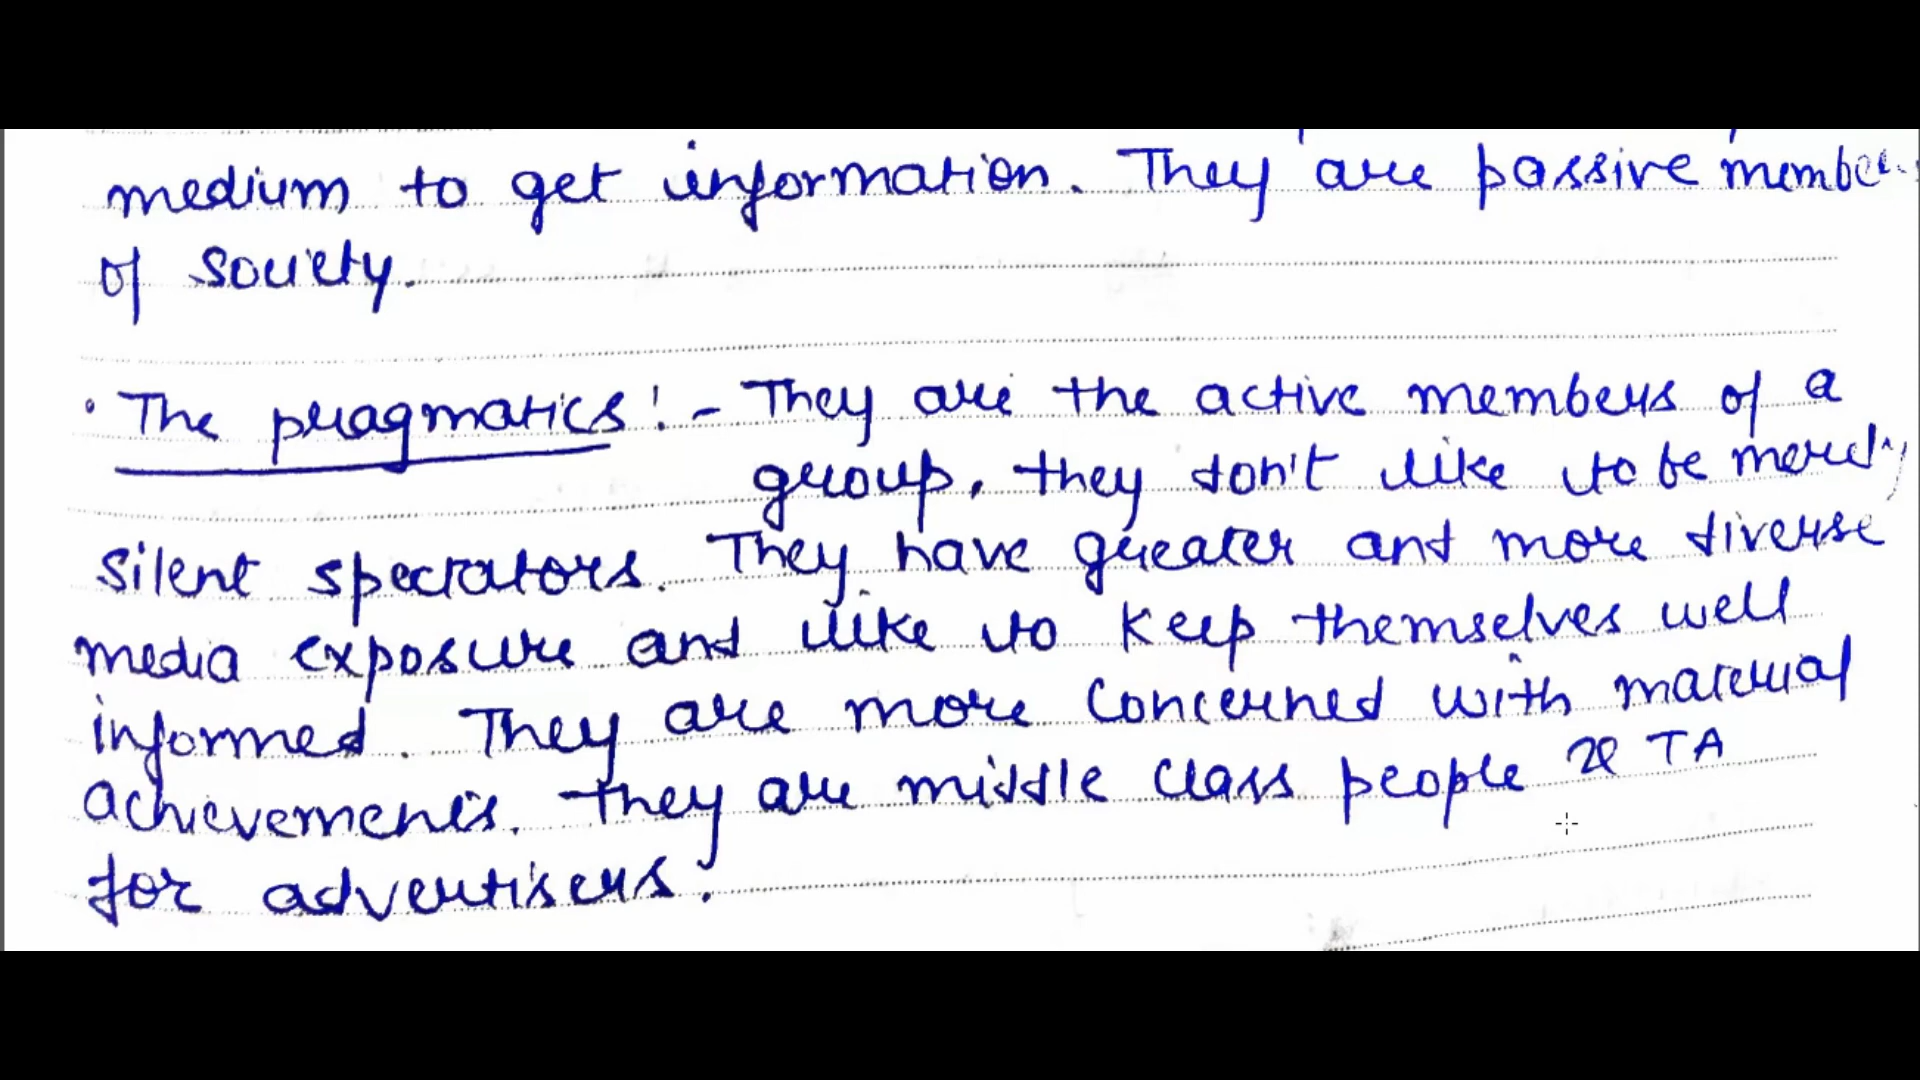 medium to get information. They are passive members
of society.
• The pragmatics :- They are the active members of a
group. they don't like to be merely
silent spectators. They have greater and more diverse
media exposure and like to keep themselves well
informed. They are more concerned with material
achievements. they are middle class people & TA
for advertisers.